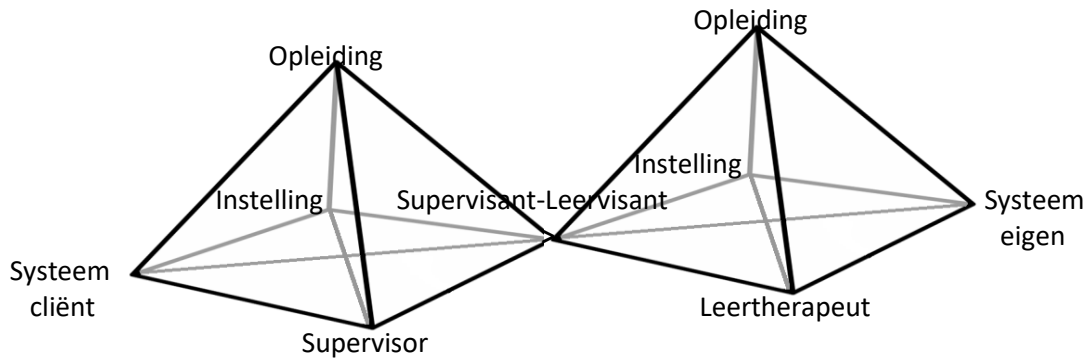 Opleiding
Opleiding
Instelling
Instelling
Supervisant-Leervisant
Systeem
eigen
Systeem
cliënt
Leertherapeut
Supervisor